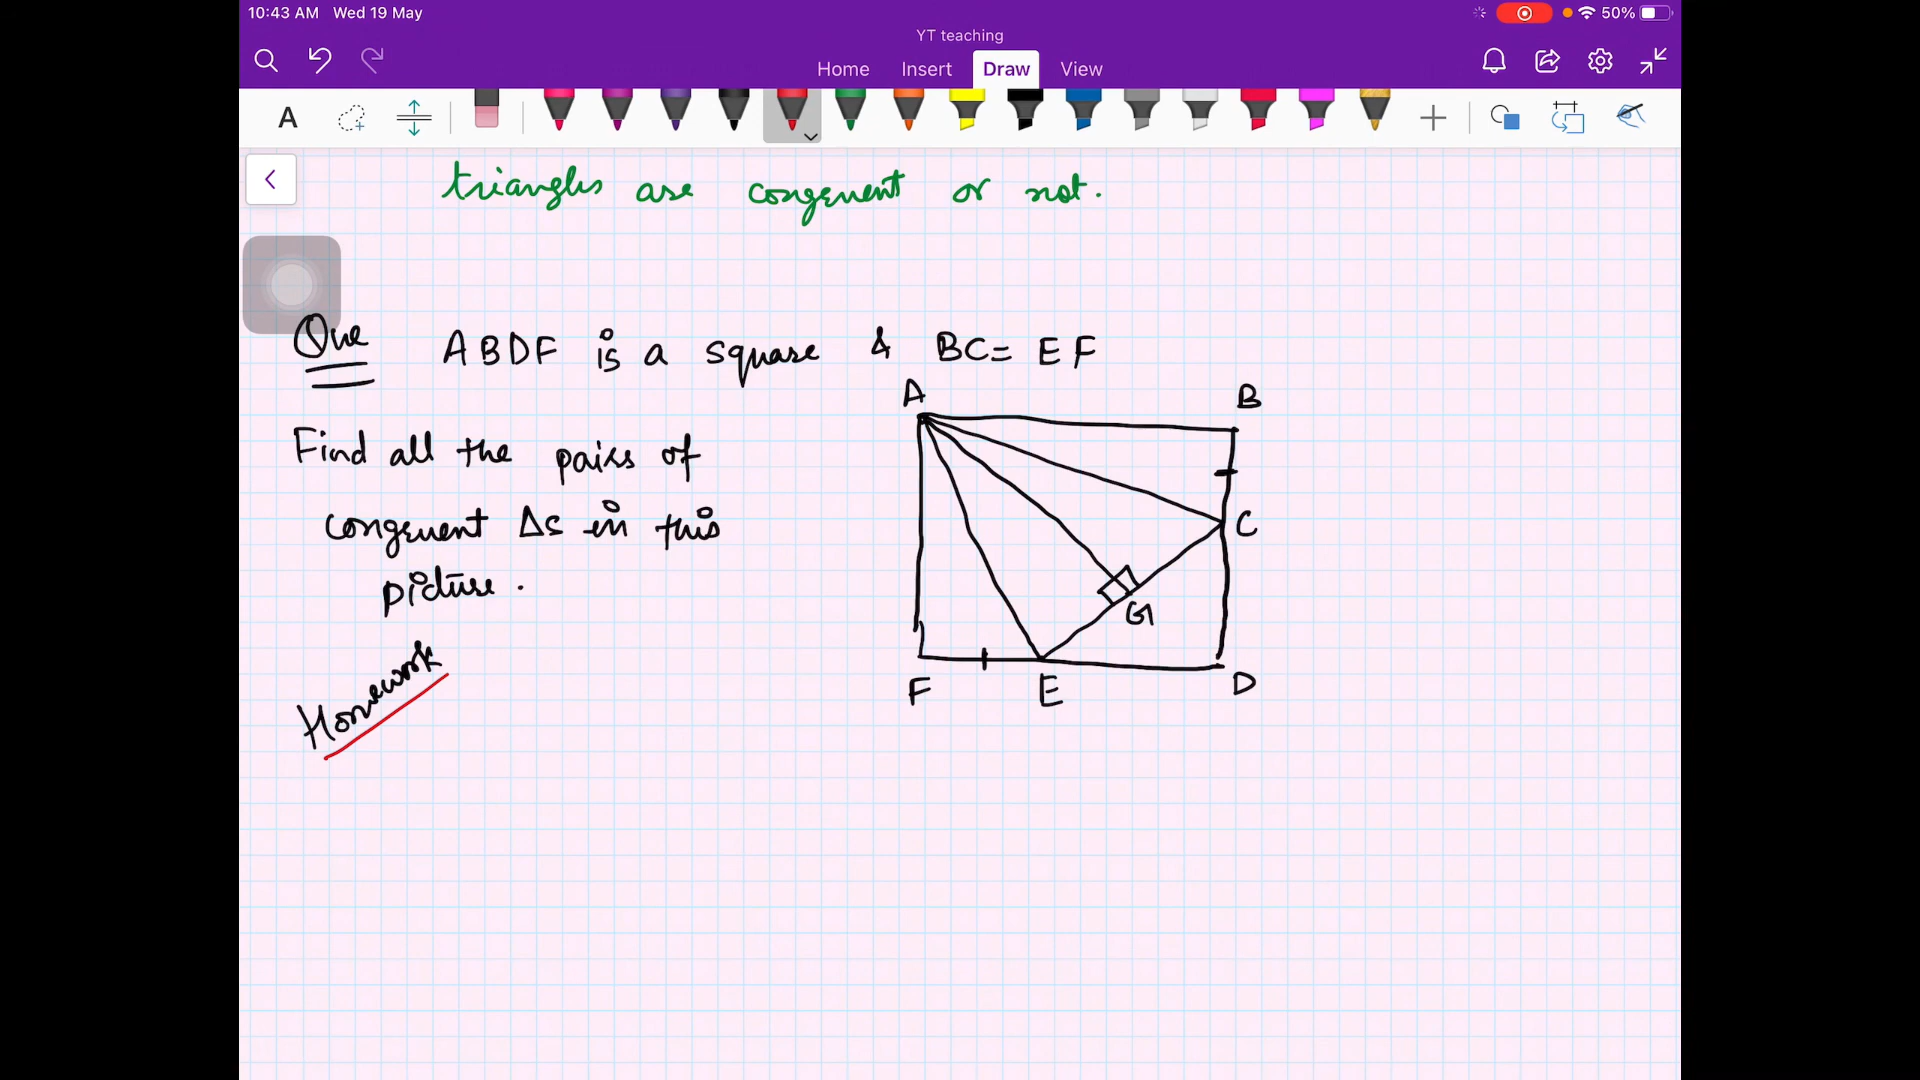 10:43 AM Wed 19 May
50%
YT teaching
Home Insert Draw View
A
triangles are congruent or not.
Que ABDF is a square & BC = EF
Find all the pairs of
congruent Δs in this
picture.
Homework
A
B
C
G
F
E
D